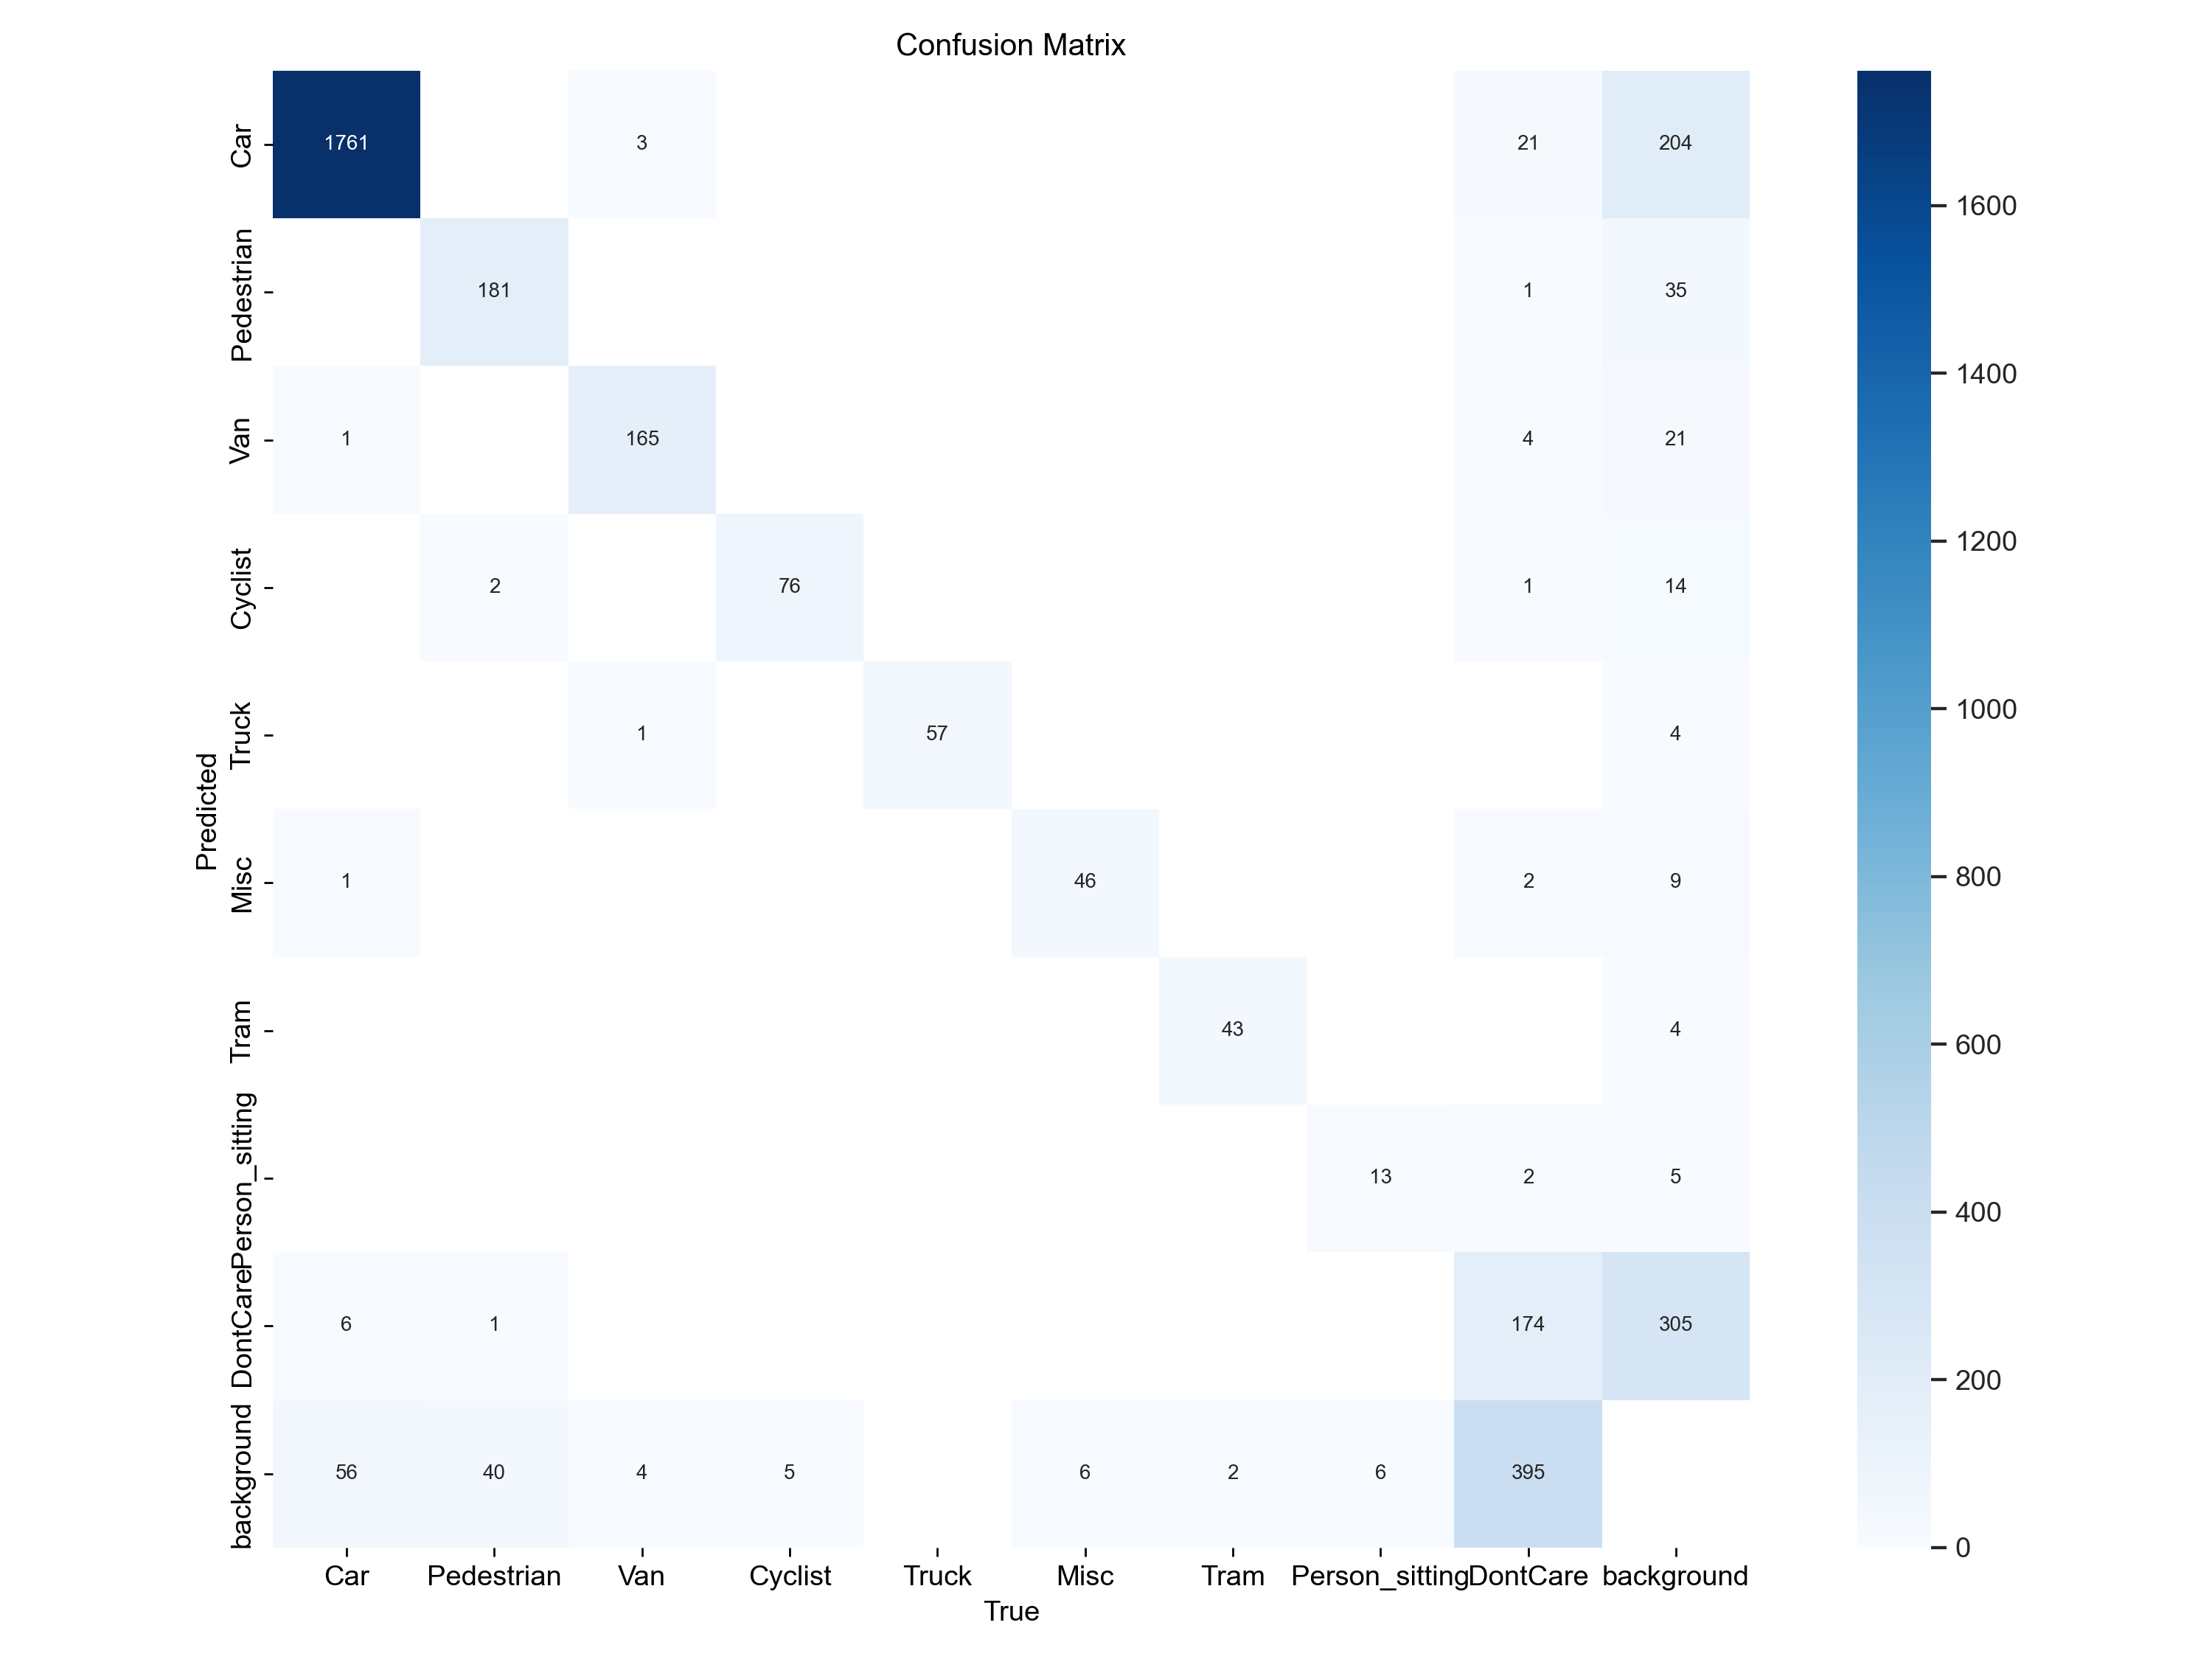 Confusion Matrix
Car 1761 3 21 204
Pedestrian 181 1 35
Van 1 165 4 21
Cyclist 2 76 1 14
Truck 1 57 4
Misc 1 46 2 9
Tram 43 4
Person_sitting 13 2 5
DontCare 6 1 174 305
background 56 40 4 5 6 2 6 395
Predicted
Car Pedestrian Van Cyclist Truck Misc Tram Person_sitting DontCare background
True
1600
1400
1200
1000
800
600
400
200
0